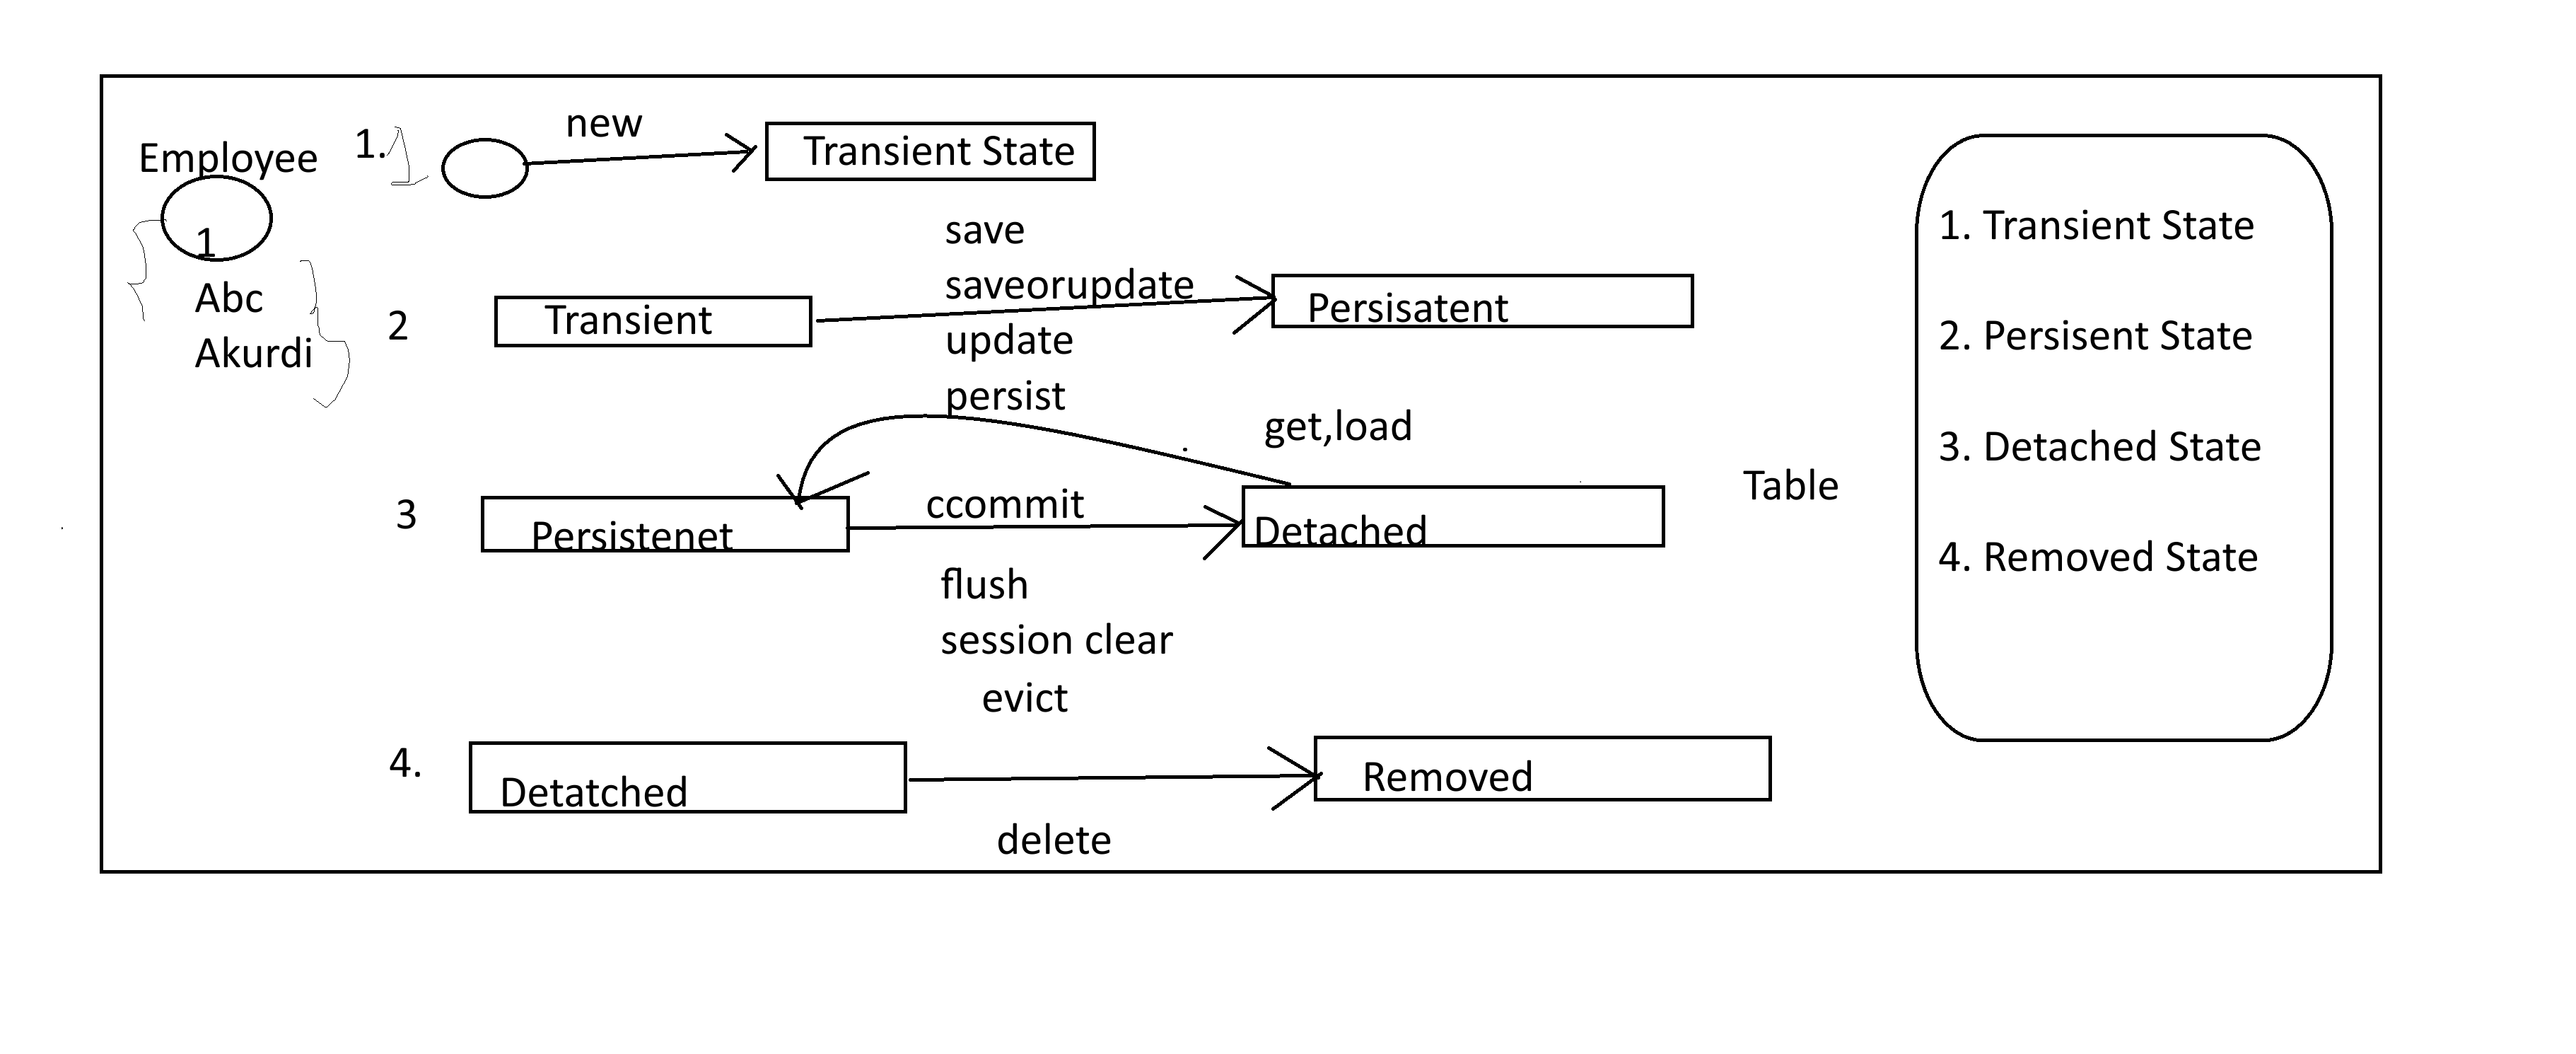 Employee
1
Abc
Akurdi
1.
new
Transient State
2
Transient
save
saveorupdate
update
persist
Persisatent
3
Persistenet
ccommit
flush
session clear
evict
get,load
Detached
Table
4.
Detatched
delete
Removed
1. Transient State
2. Persisent State
3. Detached State
4. Removed State